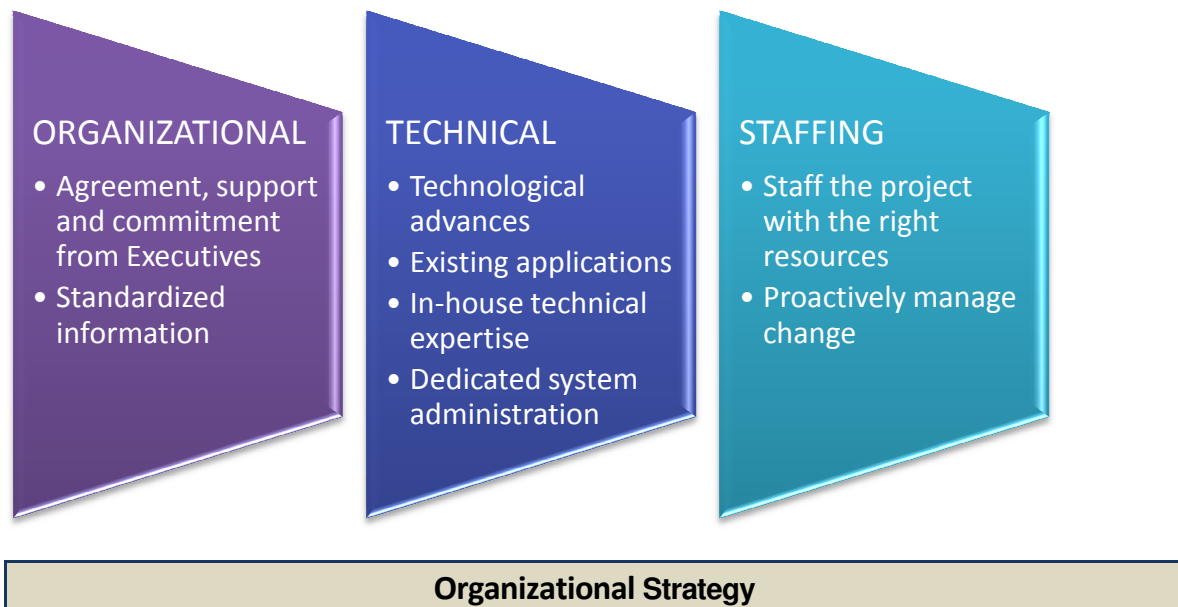 ORGANIZATIONAL
• Agreement, support
and commitment
from Executives
• Standardized
information
TECHNICAL
• Technological
advances
• Existing applications
• In-house technical
expertise
• Dedicated system
administration
STAFFING
• Staff the project
with the right
resources
• Proactively manage
change
Organizational Strategy